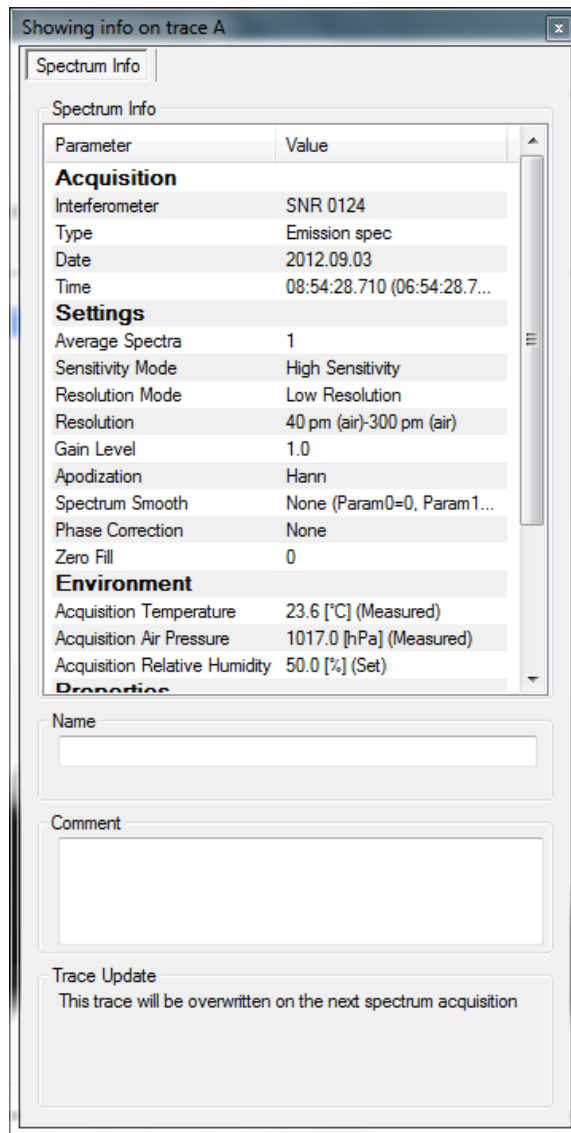 Showing info on trace A
Spectrum Info
Spectrum Info
Parameter Value
Acquisition
Interferometer SNR 0124
Type Emission spec
Date 2012.09.03
Time 08:54:28.710 (06:54:28.7...
Settings
Average Spectra 1
Sensitivity Mode High Sensitivity
Resolution Mode Low Resolution
Resolution 40 pm (air)-300 pm (air)
Gain Level 1.0
Apodization Hann
Spectrum Smooth None (Param0=0, Param1...
Phase Correction None
Zero Fill 0
Environment
Acquisition Temperature 23.6 [°C] (Measured)
Acquisition Air Pressure 1017.0 [hPa] (Measured)
Acquisition Relative Humidity 50.0 [%] (Set)
Properties
Name
Comment
Trace Update
This trace will be overwritten on the next spectrum acquisition